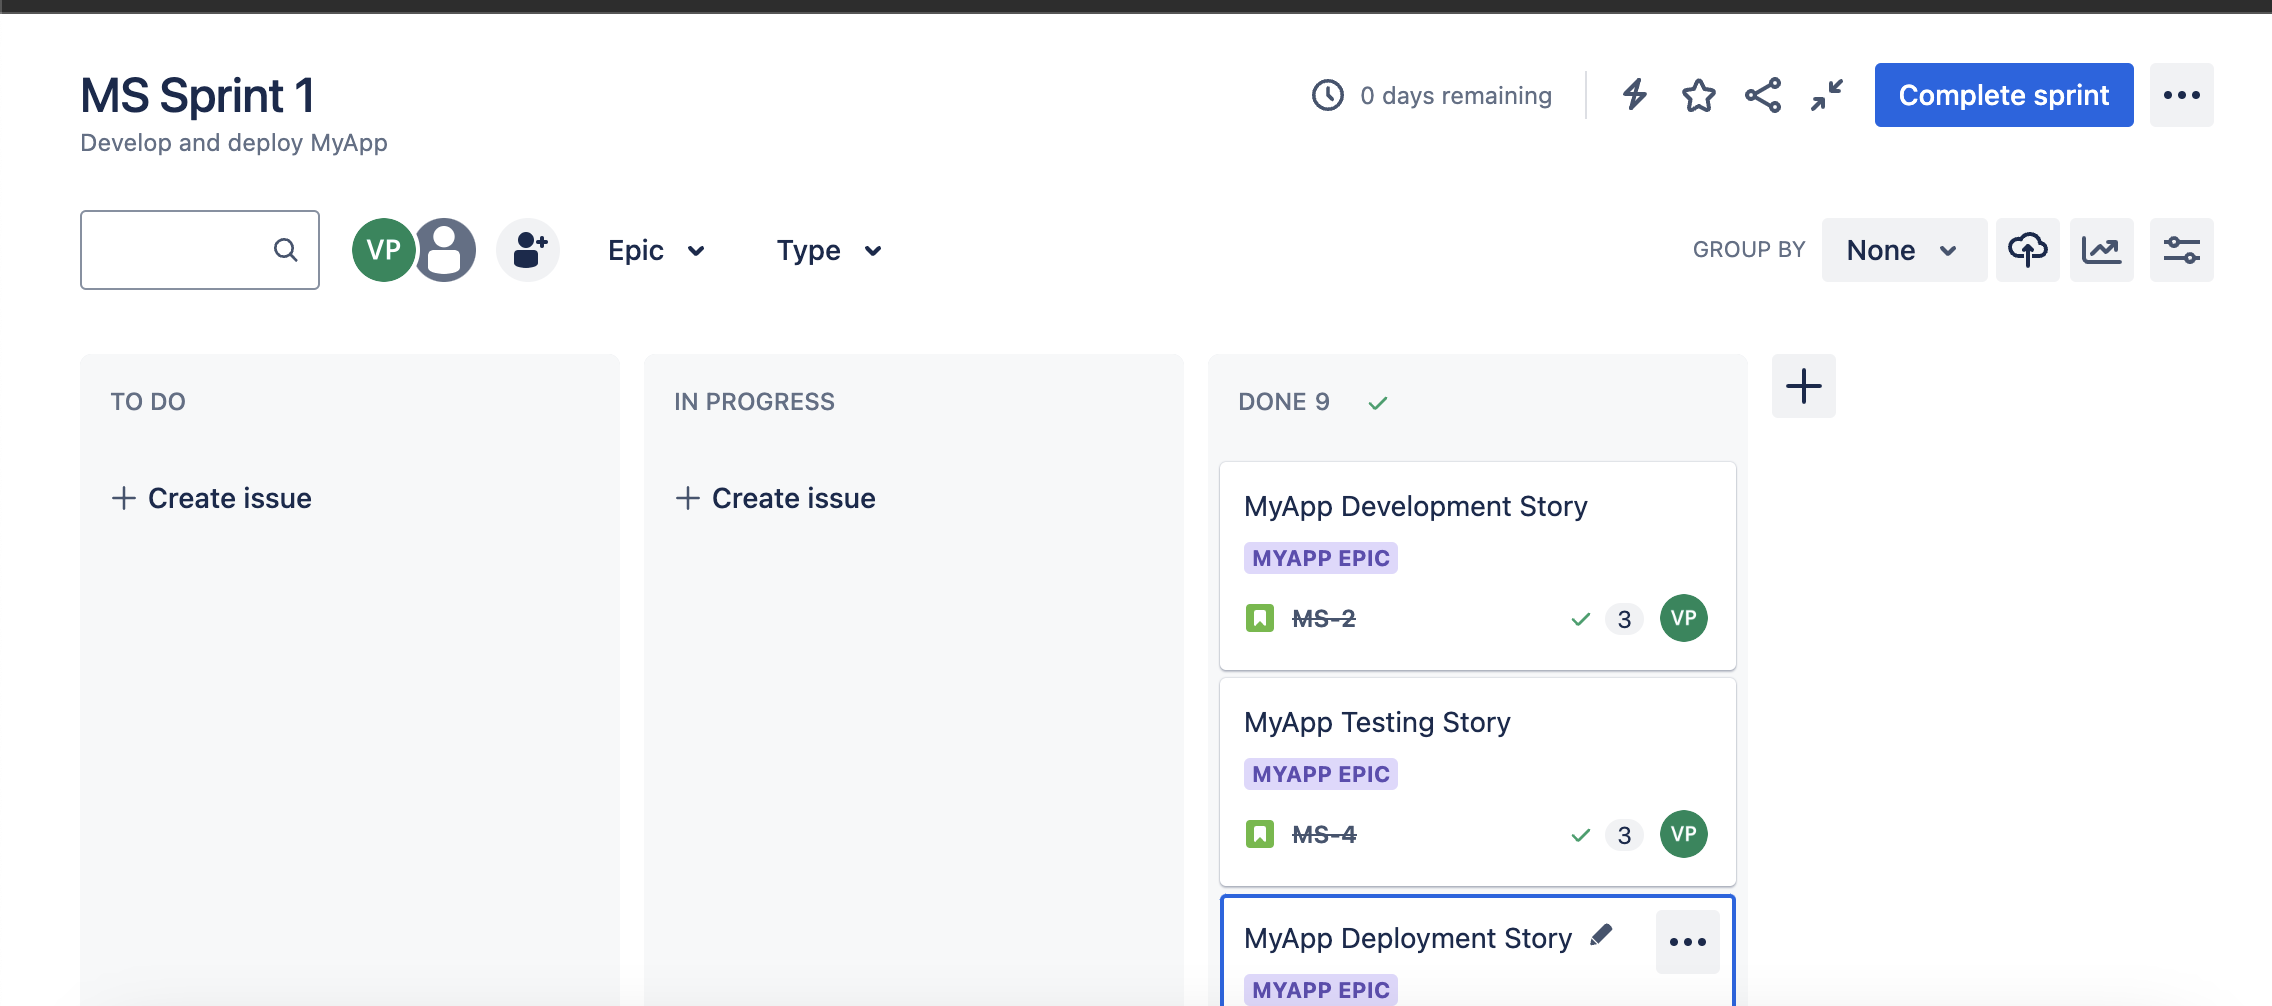 MS Sprint 1
Develop and deploy MyApp
0 days remaining
Complete sprint
VP
Epic
Type
GROUP BY
None
TO DO
Create issue
IN PROGRESS
Create issue
DONE 9
MyApp Development Story
MYAPP EPIC
MS-2
3
VP
MyApp Testing Story
MYAPP EPIC
MS-4
3
VP
MyApp Deployment Story
MYAPP EPIC